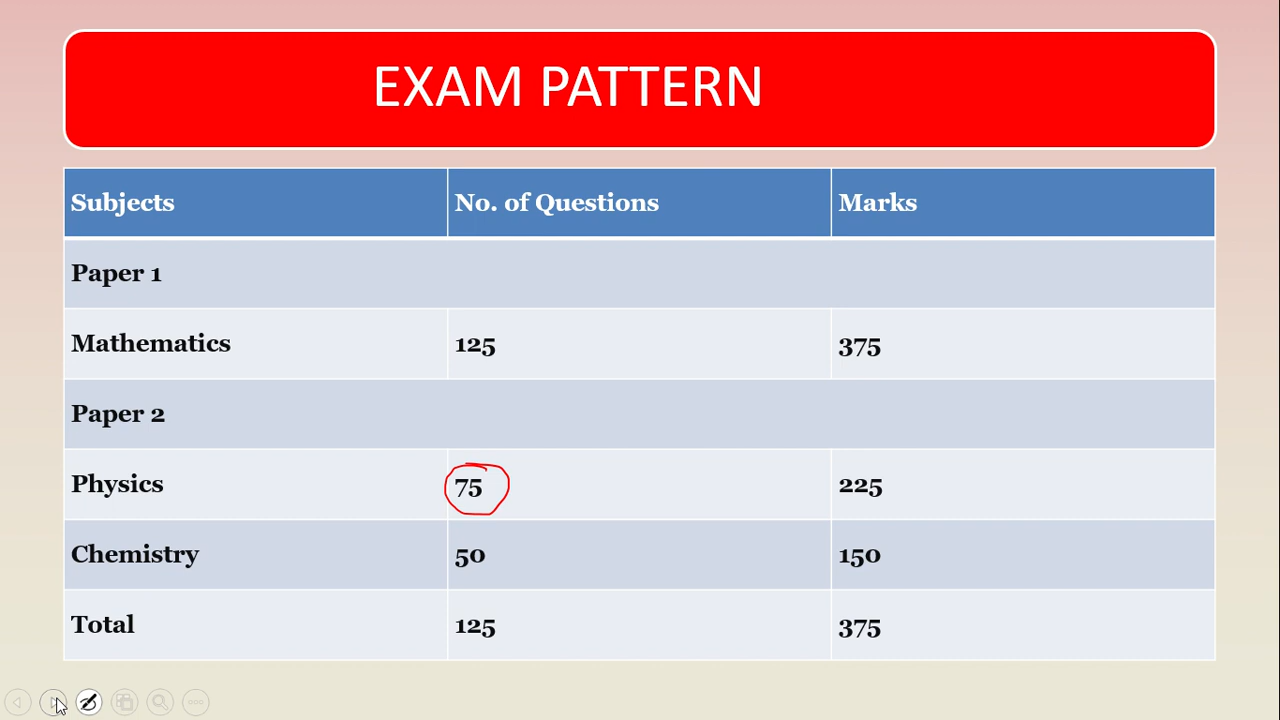 EXAM PATTERN
Subjects No. of Questions Marks
Paper 1
Mathematics 125 375
Paper 2
Physics 75 225
Chemistry 50 150
Total 125 375